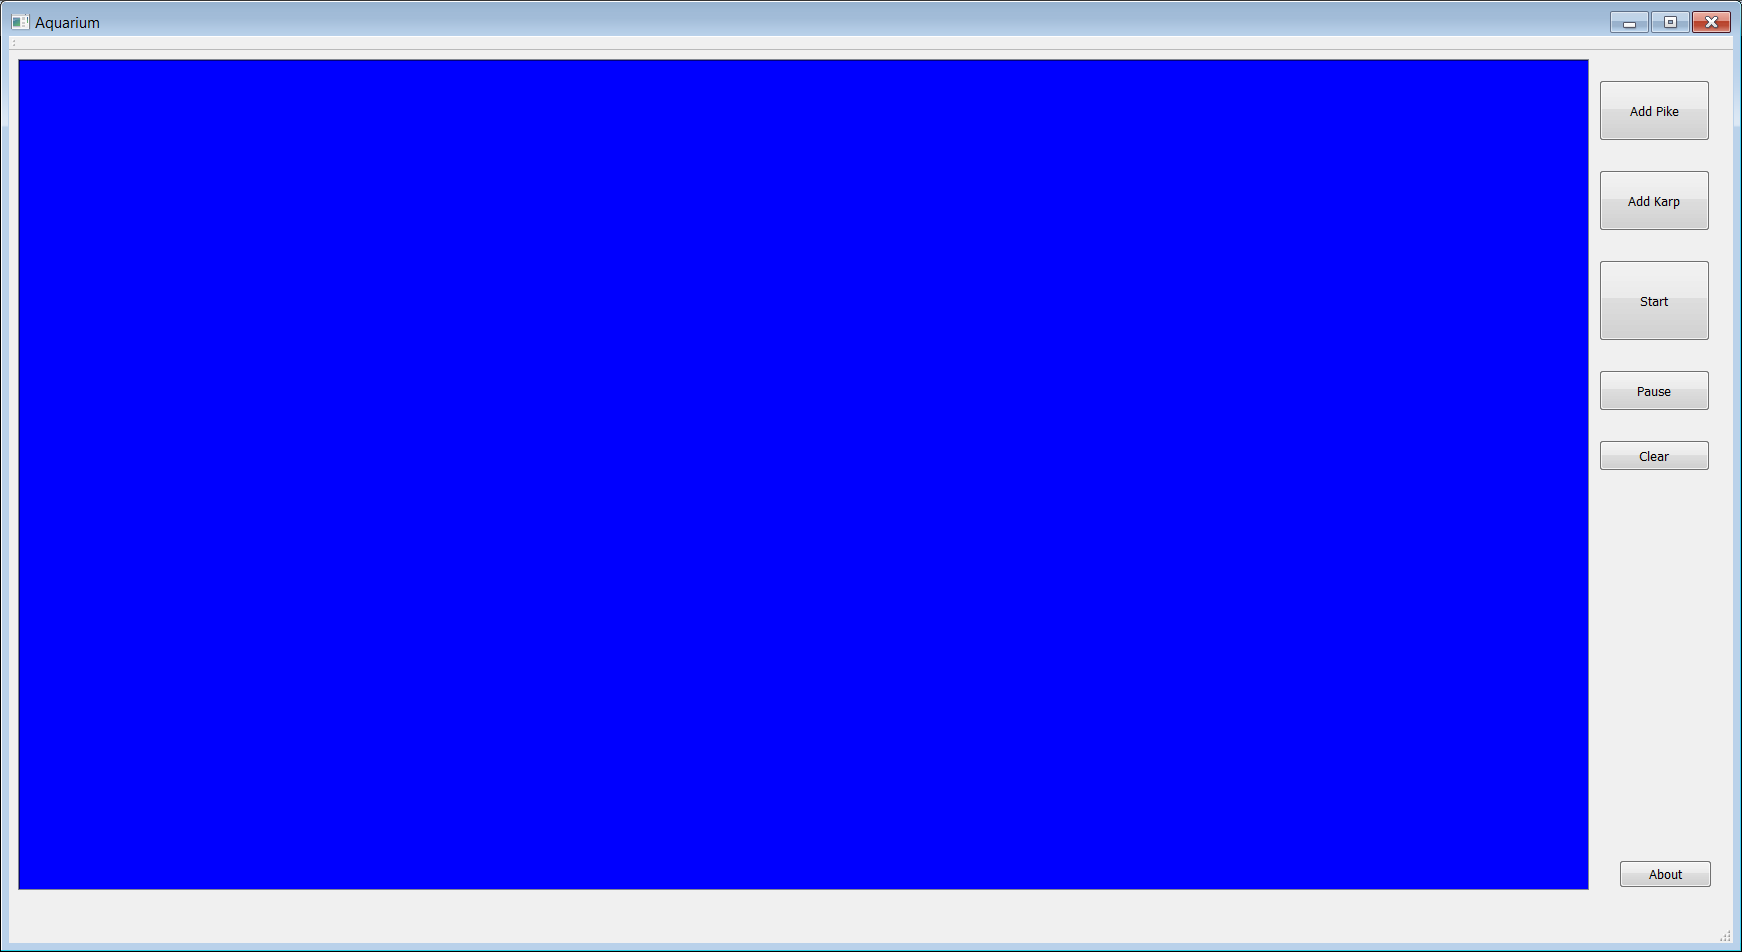 Aquarium
Add Pike
Add Karp
Start
Pause
Clear
About